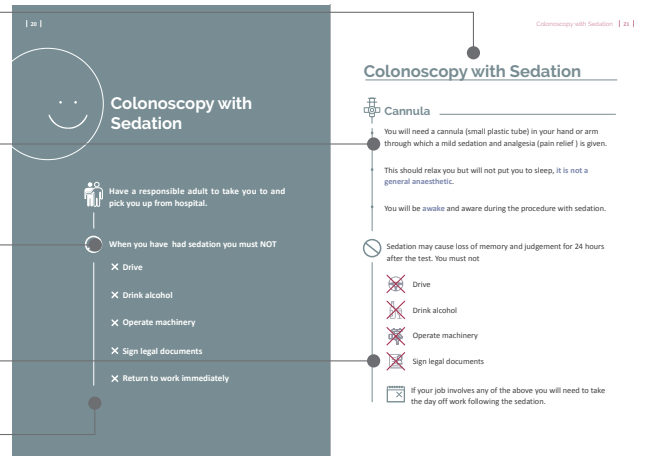 | 20 |
Colonoscopy with
Sedation
Have a responsible adult to take you to and
pick you up from hospital.
When you have had sedation you must NOT
Drive
Drink alcohol
Operate machinery
Sign legal documents
Return to work immediately
Colonoscopy with Sedation | 21 |
Colonoscopy with Sedation
Cannula
You will need a cannula (small plastic tube) in your hand or arm
through which a mild sedation and analgesia (pain relief ) is given.
This should relax you but will not put you to sleep, it is not a
general anaesthetic.
You will be awake and aware during the procedure with sedation.
Sedation may cause loss of memory and judgement for 24 hours
after the test. You must not
Drive
Drink alcohol
Operate machinery
Sign legal documents
If your job involves any of the above you will need to take
the day off work following the sedation.